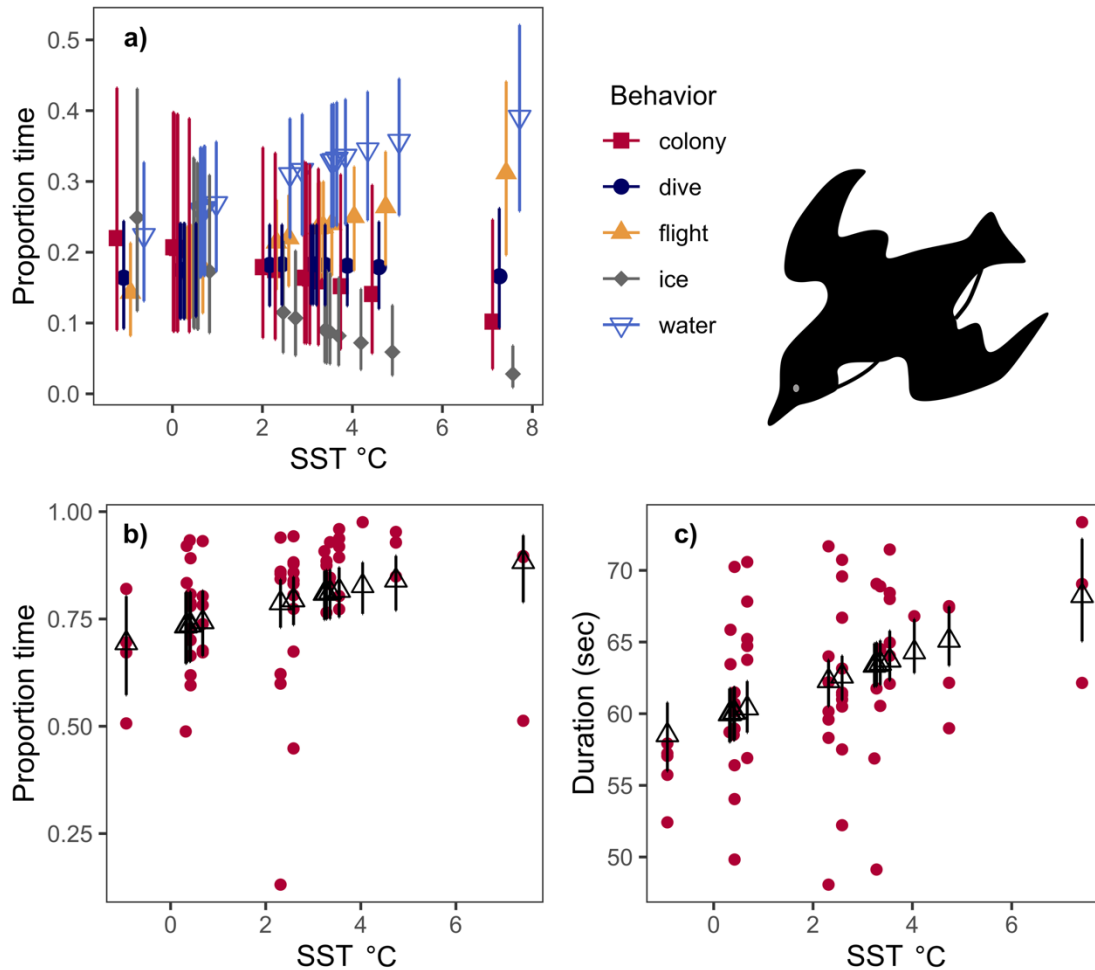 a)
Proportion time
0.5
0.4
0.3
0.2
0.1
0.0
0
2
4
6
8
SST °C
Behavior
colony
dive
flight
ice
water
b)
Proportion time
1.00
0.75
0.50
0.25
0
2
4
6
SST °C
c)
Duration (sec)
70
65
60
55
50
0
2
4
6
SST °C